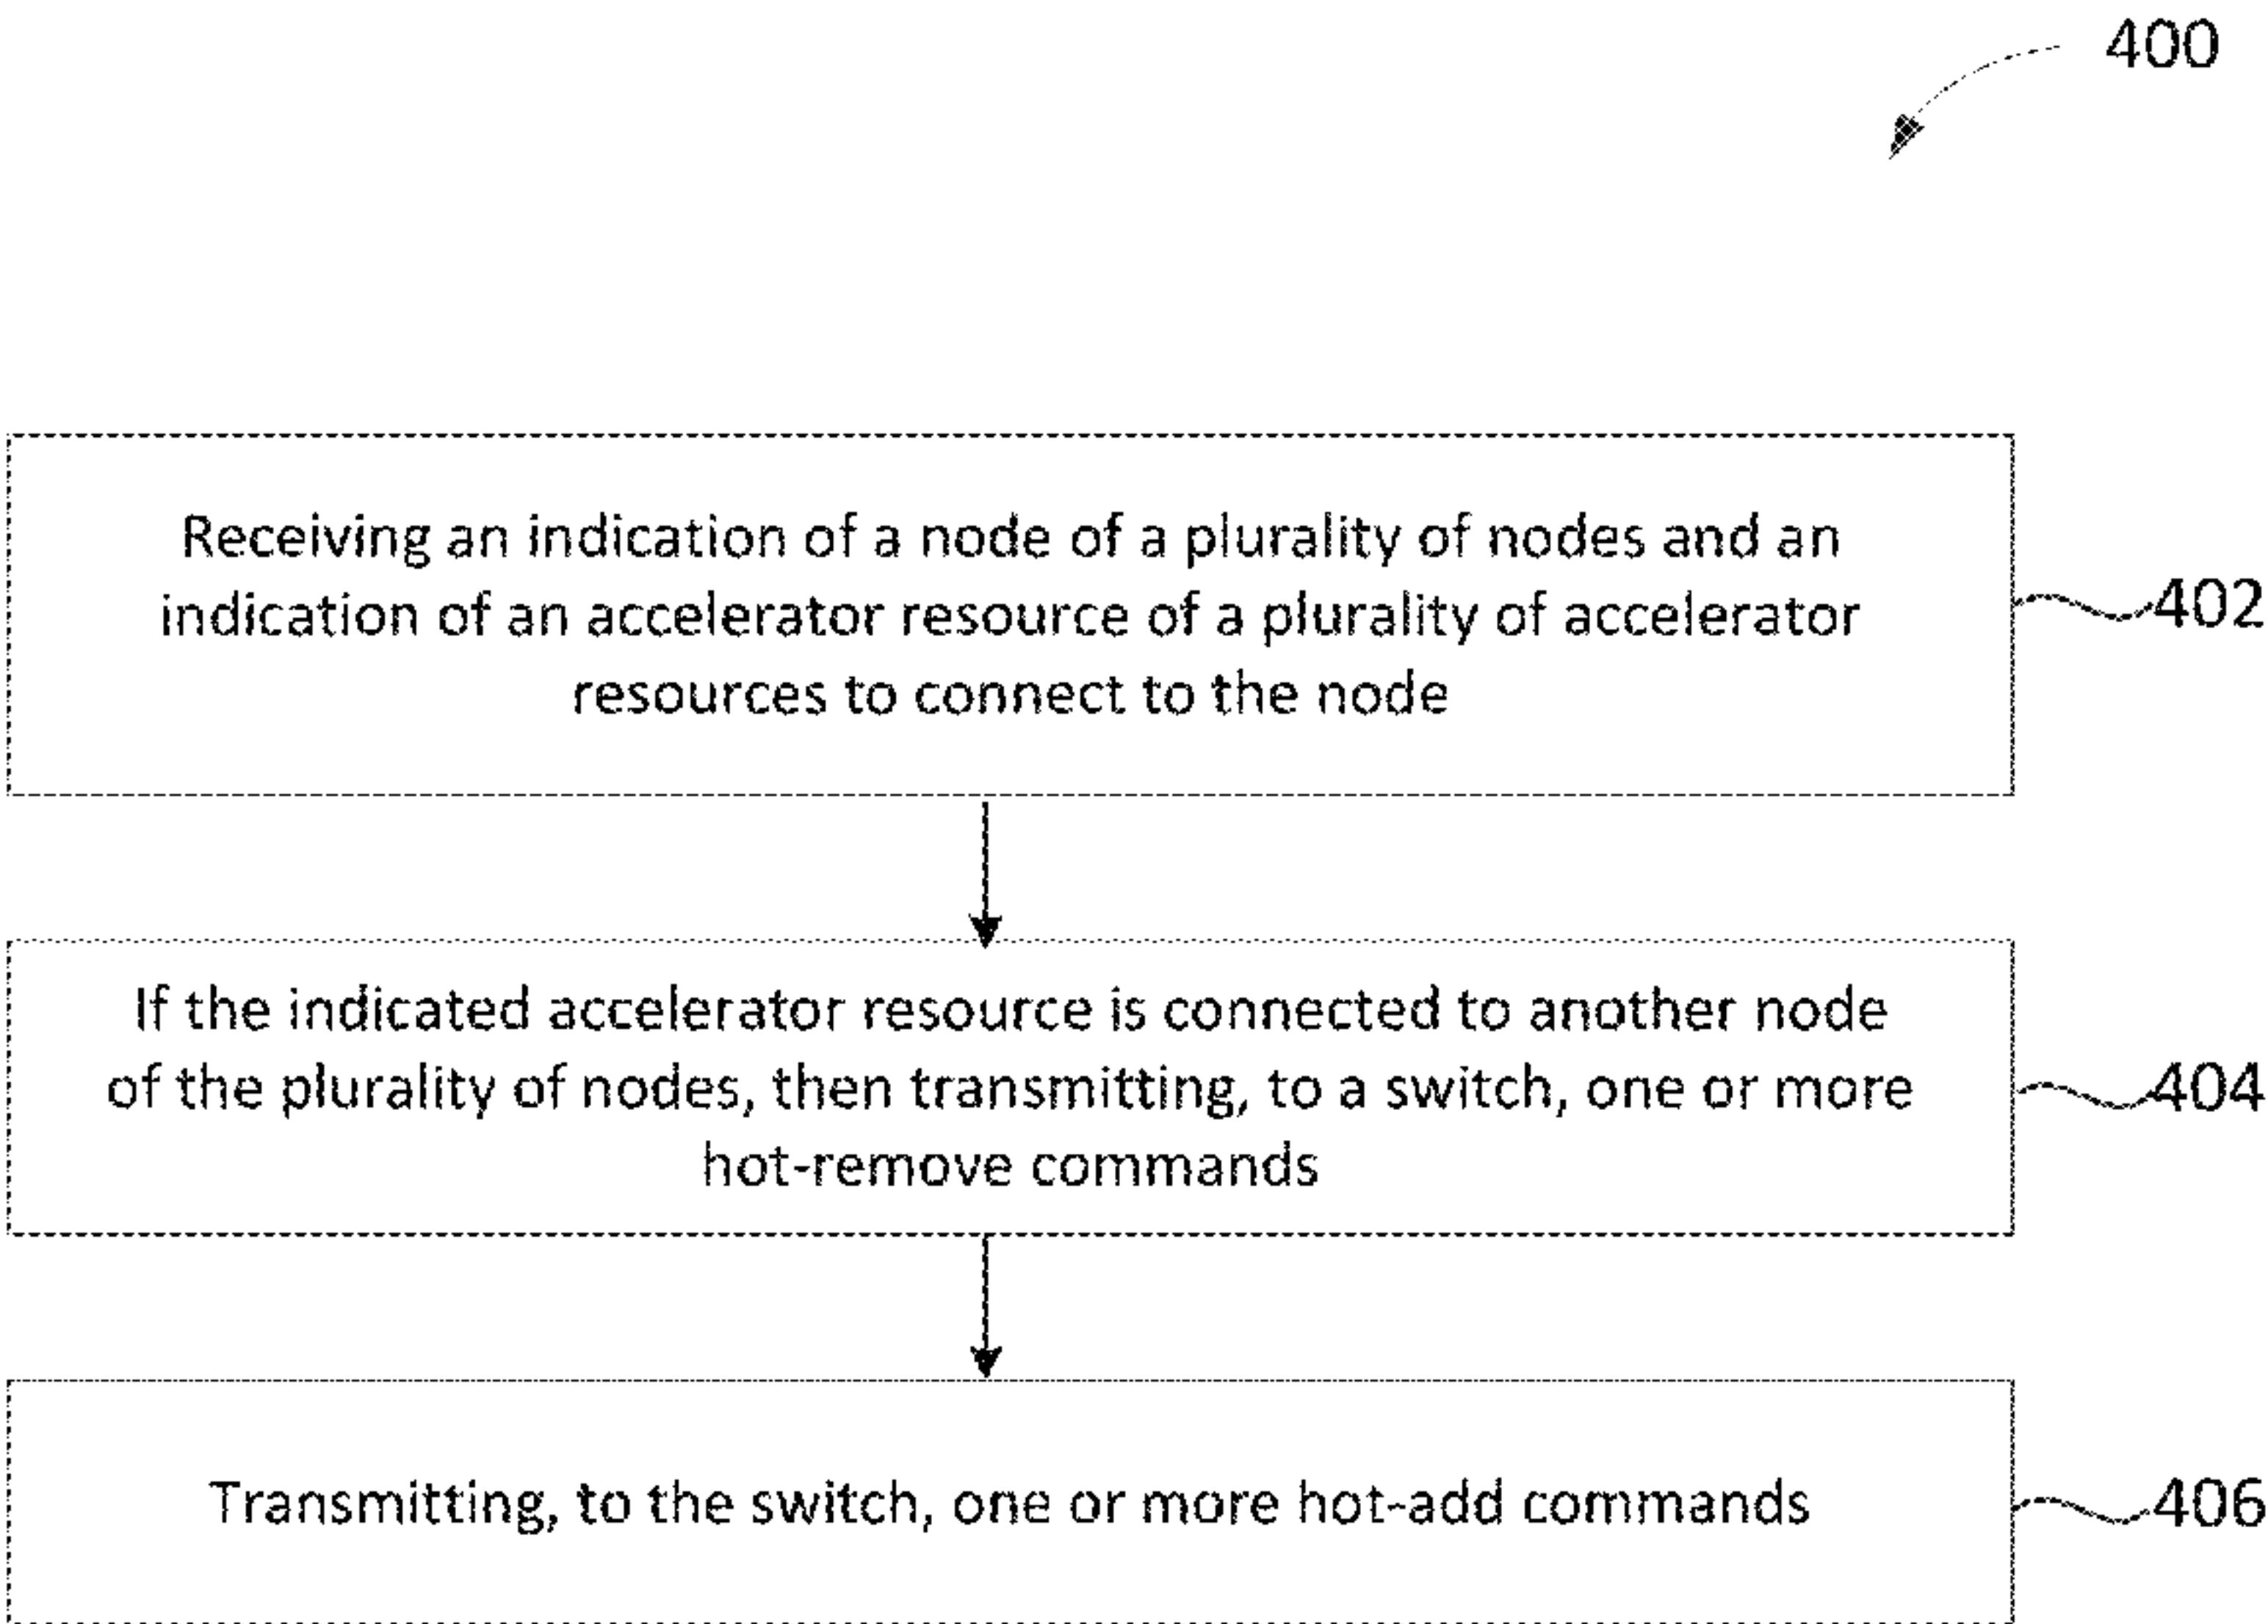 400
Receiving an indication of a node of a plurality of nodes and an
indication of an accelerator resource of a plurality of accelerator
resources to connect to the node
402
If the indicated accelerator resource is connected to another node
of the plurality of nodes, then transmitting, to a switch, one or more
hot-remove commands
404
Transmitting, to the switch, one or more hot-add commands
406